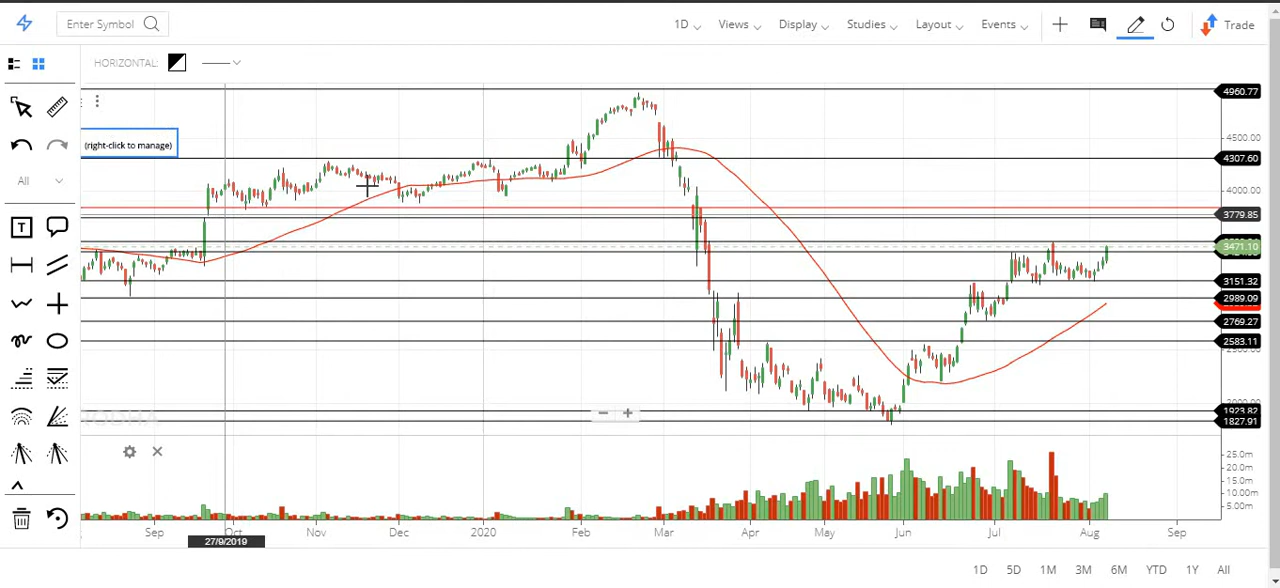 Enter Symbol
1D Views Display Studies Layout Events Trade
HORIZONTAL:
(right-click to manage)
All
T
4960.77
4500.00
4307.60
4000.00
3779.85
3471.10
3151.32
2989.09
2769.27
2583.11
1923.82
1827.91
25.0m
20.0m
15.0m
10.00m
5.00m
Sep Oct Nov Dec 2020 Feb Mar Apr May Jun Jul Aug Sep
27/9/2019
1D 5D 1M 3M 6M YTD 1Y All